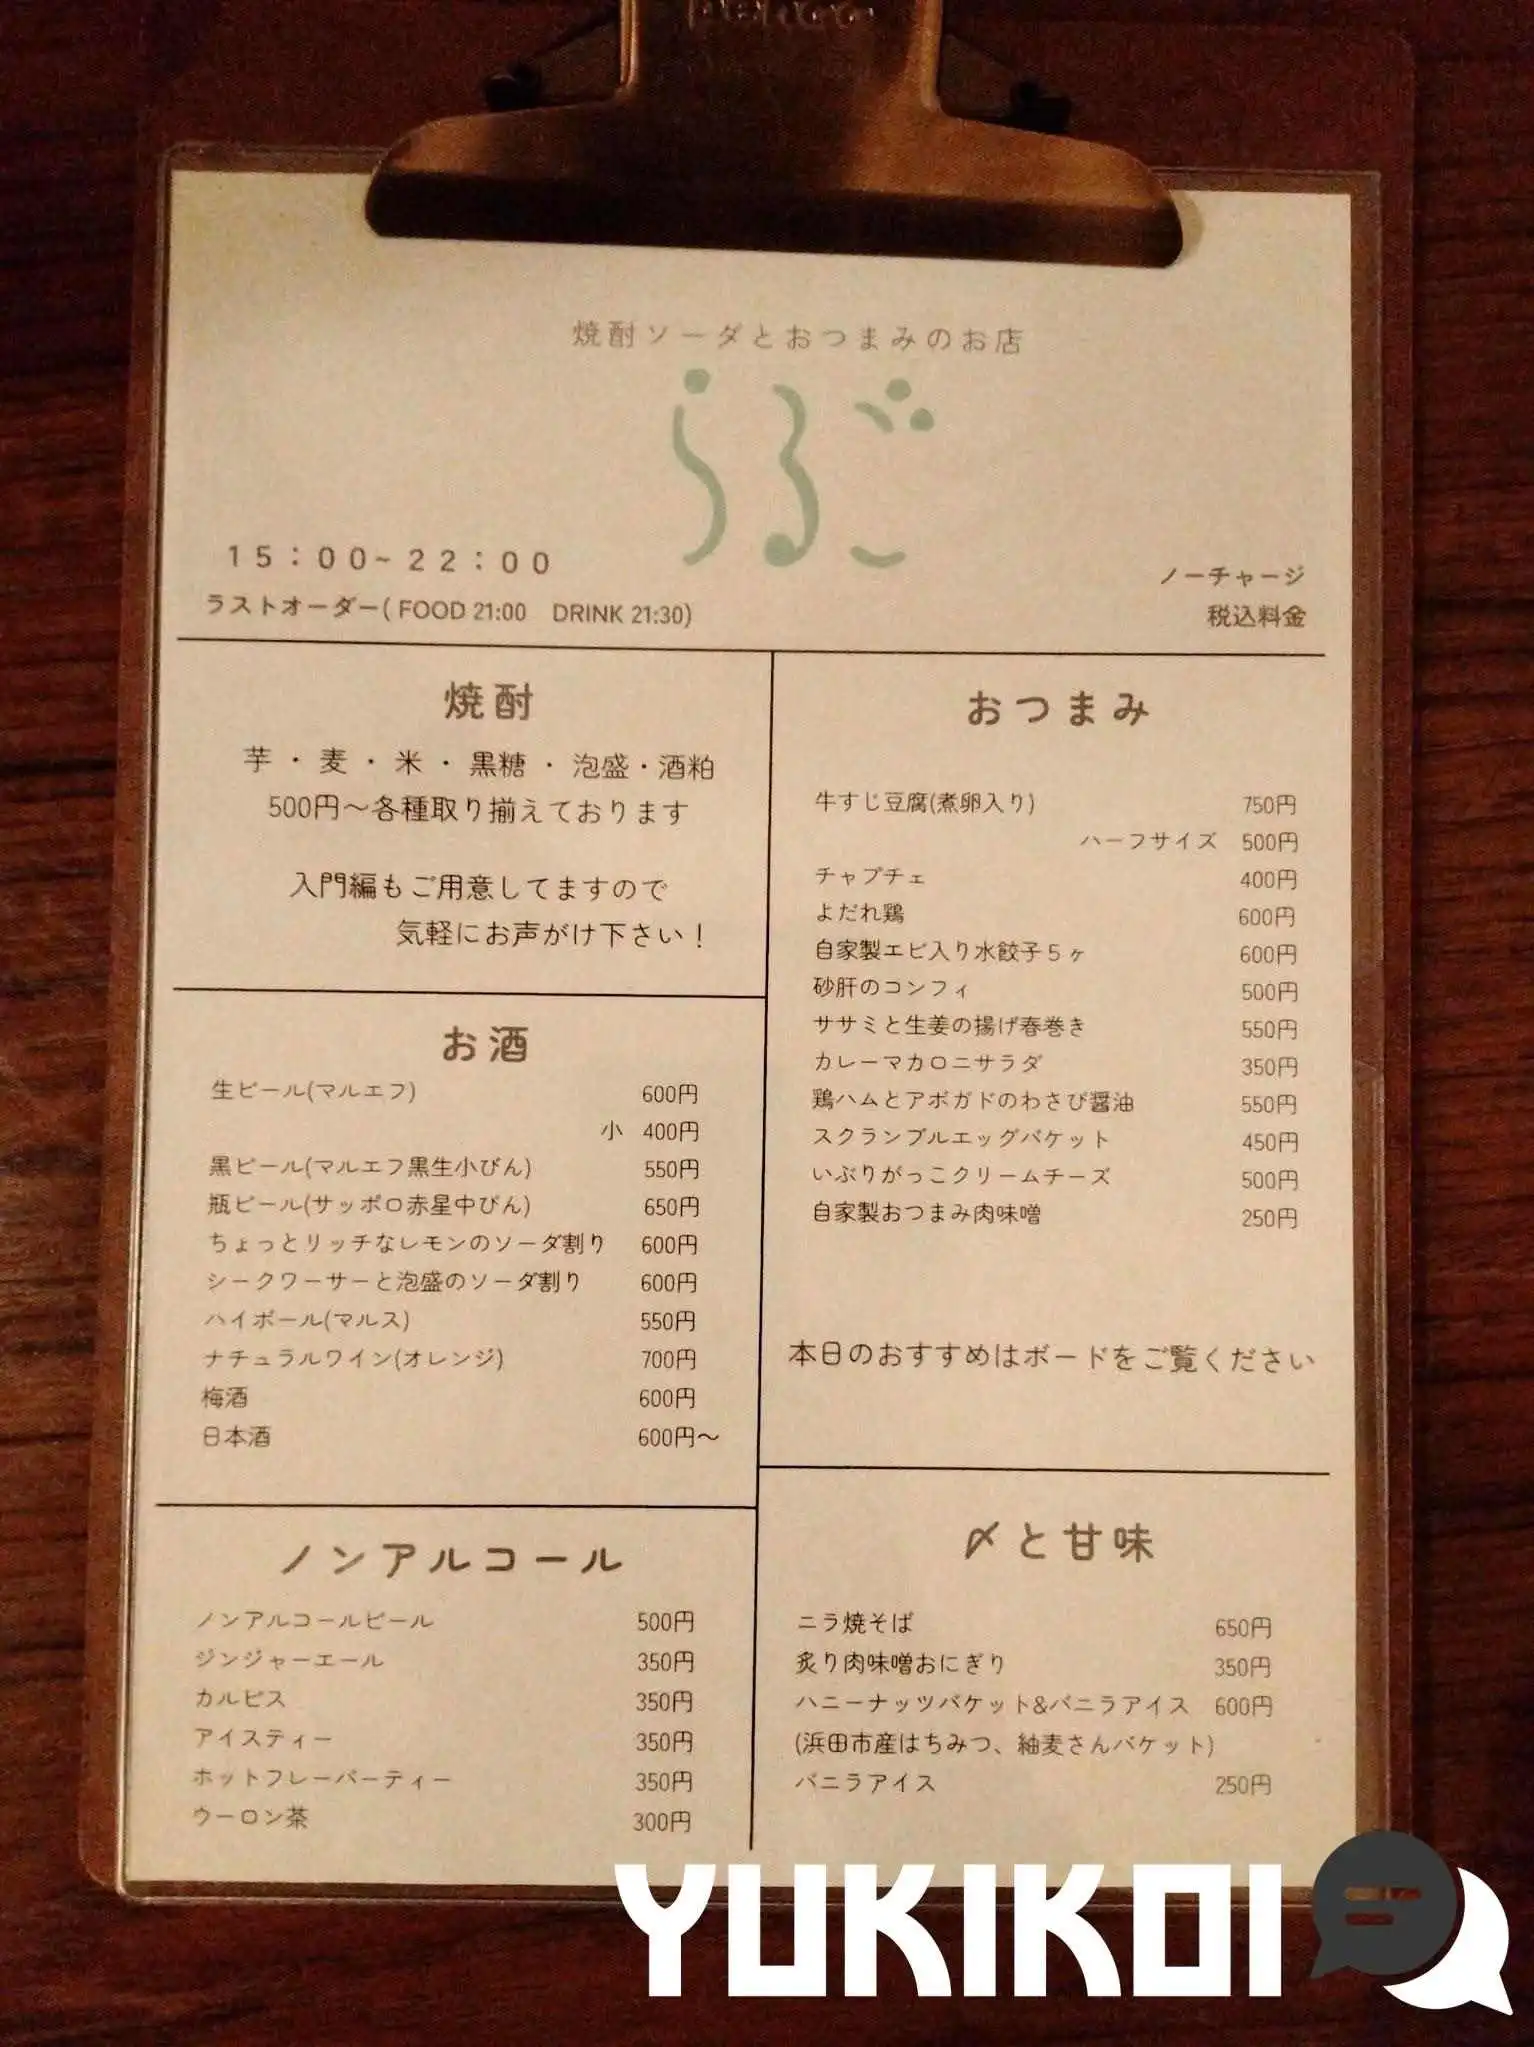 焼酎ソーダとおつまみのお店
らるご
15：00~22：00
ラストオーダー( FOOD 21:00 DRINK 21:30)
ノーチャージ
税込料金
焼酎
芋・麦・米・黒糖・泡盛・酒粕
500円～各種取り揃えております
入門編もご用意してますので
気軽にお声がけ下さい！
お酒
生ビール(マルエフ) 600円
小 400円
黒ビール(マルエフ黒生小びん) 550円
瓶ビール(サッポロ赤星中びん) 650円
ちょっとリッチなレモンのソーダ割り 600円
シークワーサーと泡盛のソーダ割り 600円
ハイボール(マルス) 550円
ナチュラルワイン(オレンジ) 700円
梅酒 600円
日本酒 600円～
ノンアルコール
ノンアルコールビール 500円
ジンジャーエール 350円
カルピス 350円
アイスティー 350円
ホットフレーバーティー 350円
ウーロン茶 300円
おつまみ
牛すじ豆腐(煮卵入り) 750円
ハーフサイズ 500円
チャプチェ 400円
よだれ鶏 600円
自家製エビ入り水餃子５ヶ 600円
砂肝のコンフィ 500円
ササミと生姜の揚げ春巻き 550円
カレーマカロニサラダ 350円
鶏ハムとアボガドのわさび醤油 550円
スクランブルエッグバケット 450円
いぶりがっこクリームチーズ 500円
自家製おつまみ肉味噌 250円
本日のおすすめはボードをご覧ください
〆と甘味
ニラ焼そば 650円
炙り肉味噌おにぎり 350円
ハニーナッツバケット&バニラアイス 600円
(浜田市産はちみつ、紬麦さんバケット)
バニラアイス 250円
YUKIKOI